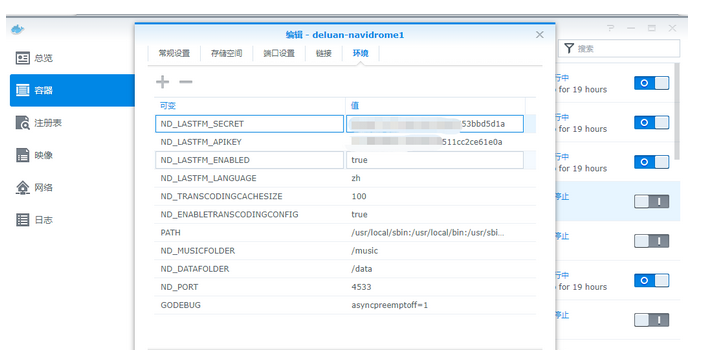 编辑 - deluan-navidrome1
总览
容器
注册表
映像
网络
日志
常规设置 存储空间 端口设置 链接 环境
搜索
可变 值
ND_LASTFM_SECRET 53bbd5d1a
ND_LASTFM_APIKEY 511cc2ce61e0a
ND_LASTFM_ENABLED true
ND_LASTFM_LANGUAGE zh
ND_TRANSCODINGCACHESIZE 100
ND_ENABLETRANSCODINGCONFIG true
PATH /usr/local/sbin:/usr/local/bin:/usr/sbi...
ND_MUSICFOLDER /music
ND_DATAFOLDER /data
ND_PORT 4533
GODEBUG asyncpreemptoff=1
行中
for 19 hours
行中
for 19 hours
行中
for 19 hours
停止
停止
行中
for 19 hours
停止